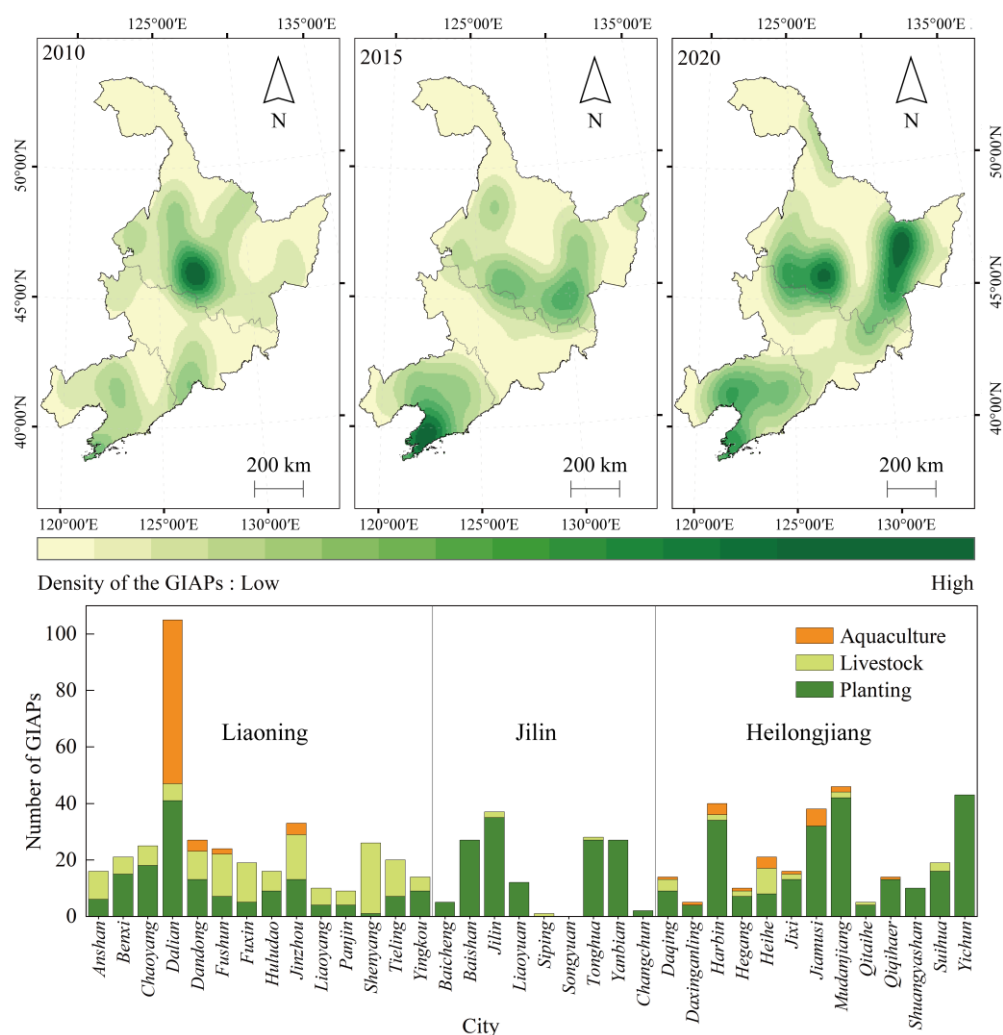 125°00′E 135°00′E 125°00′E 135°00′E 125°00′E 135°00′E
2010 2015 2020
N N N
50°00′N 50°00′N
45°00′N 45°00′N
40°00′N 40°00′N
200 km 200 km 200 km
120°00′E 125°00′E 130°00′E 120°00′E 125°00′E 130°00′E 120°00′E 125°00′E 130°00′E
Density of the GIAPs : Low High
Number of GIAPs
100
80
60
40
20
0
Liaoning Jilin Heilongjiang
Aquaculture
Livestock
Planting
Anshan
Benxi
Chaoyang
Dalian
Dandong
Fushun
Fuxin
Huludao
Jinzhou
Liaoyang
Panjin
Shenyang
Tieling
Yingkou
Baicheng
Baishan
Jilin
Liaoyuan
Siping
Songyuan
Tonghua
Yanbian
Changchun
Daqing
Daxinganling
Harbin
Hegang
Heihe
Jixi
Jiamusi
Mudanjiang
Qitaihe
Qiqihaer
Shuangyashan
Suihua
Yichun
City